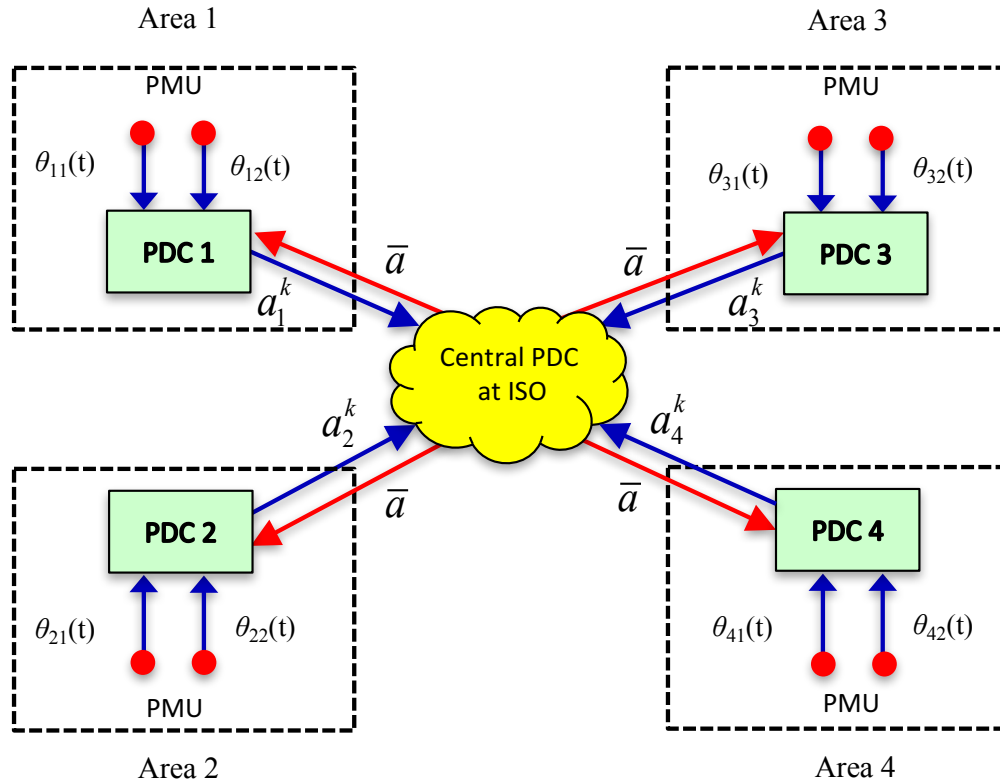 Area 1
Area 3
PMU
PMU
θ₁₁(t)
θ₁₂(t)
θ₃₁(t)
θ₃₂(t)
PDC 1
PDC 3
a̅
a̅
a₁ᵏ
a₃ᵏ
Central PDC
at ISO
a₂ᵏ
a₄ᵏ
a̅
a̅
PDC 2
PDC 4
θ₂₁(t)
θ₂₂(t)
θ₄₁(t)
θ₄₂(t)
PMU
PMU
Area 2
Area 4